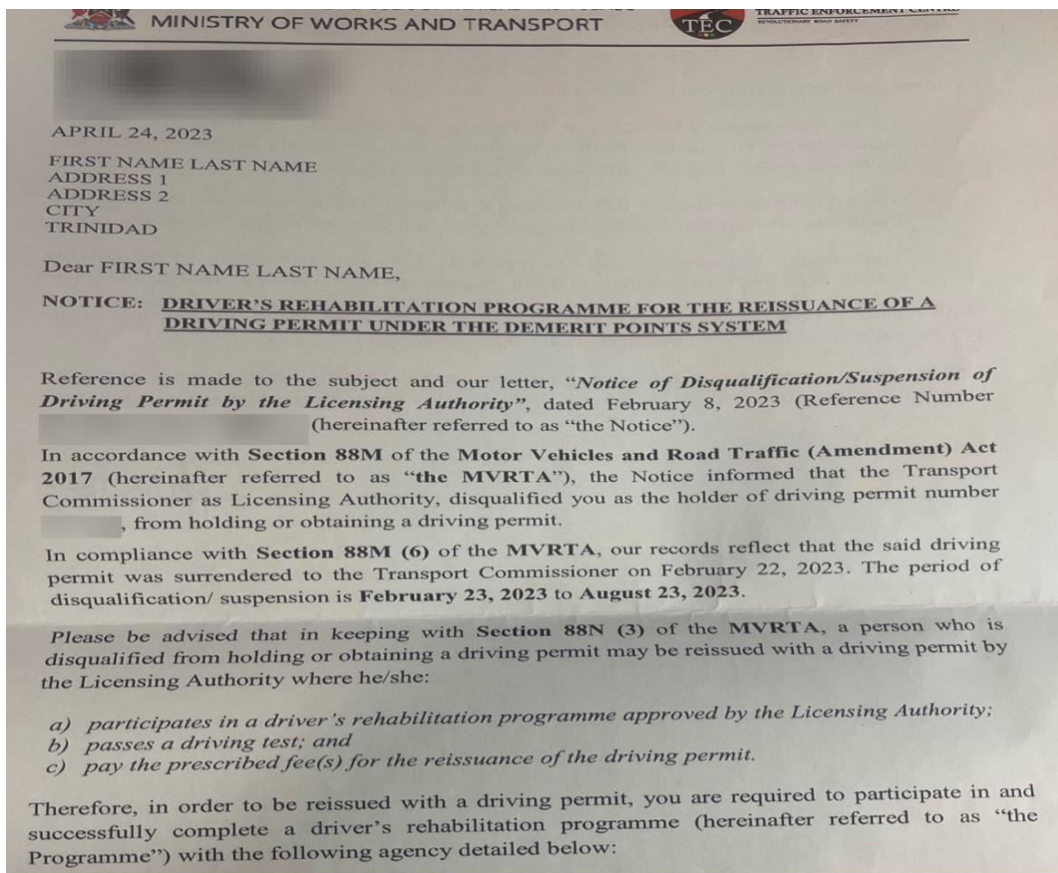 MINISTRY OF WORKS AND TRANSPORT
TEC
TRAFFIC ENFORCEMENT CENTRE
REVOLUTIONARY ROAD SAFETY
APRIL 24, 2023
FIRST NAME LAST NAME
ADDRESS 1
ADDRESS 2
CITY
TRINIDAD
Dear FIRST NAME LAST NAME,
NOTICE: DRIVER'S REHABILITATION PROGRAMME FOR THE REISSUANCE OF A
DRIVING PERMIT UNDER THE DEMERIT POINTS SYSTEM
Reference is made to the subject and our letter, “Notice of Disqualification/Suspension of
Driving Permit by the Licensing Authority”, dated February 8, 2023 (Reference Number
(hereinafter referred to as “the Notice”).
In accordance with Section 88M of the Motor Vehicles and Road Traffic (Amendment) Act
2017 (hereinafter referred to as “the MVRTA”), the Notice informed that the Transport
Commissioner as Licensing Authority, disqualified you as the holder of driving permit number
, from holding or obtaining a driving permit.
In compliance with Section 88M (6) of the MVRTA, our records reflect that the said driving
permit was surrendered to the Transport Commissioner on February 22, 2023. The period of
disqualification/ suspension is February 23, 2023 to August 23, 2023.
Please be advised that in keeping with Section 88N (3) of the MVRTA, a person who is
disqualified from holding or obtaining a driving permit may be reissued with a driving permit by
the Licensing Authority where he/she:
a) participates in a driver's rehabilitation programme approved by the Licensing Authority;
b) passes a driving test; and
c) pay the prescribed fee(s) for the reissuance of the driving permit.
Therefore, in order to be reissued with a driving permit, you are required to participate in and
successfully complete a driver's rehabilitation programme (hereinafter referred to as “the
Programme”) with the following agency detailed below: